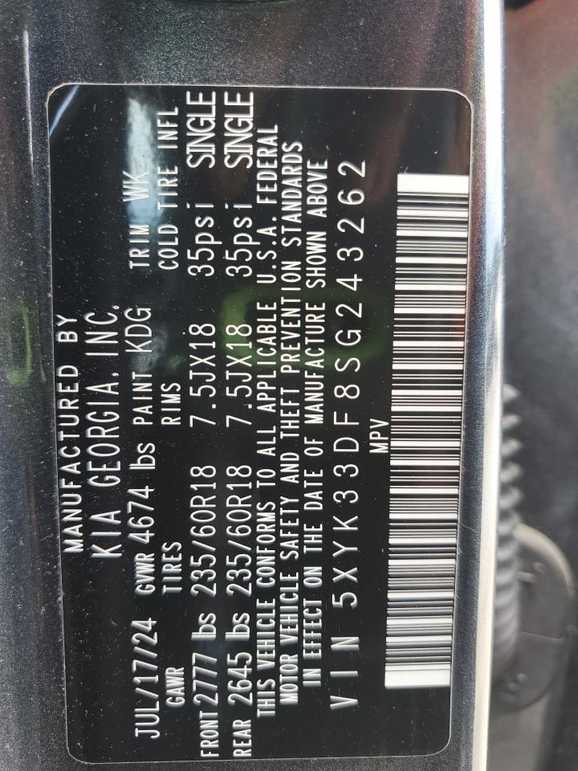 MANUFACTURED BY
KIA GEORGIA, INC.
JUL/17/24 GVWR 4674 lbs PAINT KDG TRIM WK
GAWR TIRES RIMS COLD TIRE INFL
FRONT 2777 lbs 235/60R18 7.5JX18 35psi SINGLE
REAR 2645 lbs 235/60R18 7.5JX18 35psi SINGLE
THIS VEHICLE CONFORMS TO ALL APPLICABLE U.S.A. FEDERAL
MOTOR VEHICLE SAFETY AND THEFT PREVENTION STANDARDS
IN EFFECT ON THE DATE OF MANUFACTURE SHOWN ABOVE
VIN 5XYK33DF8SG243262
MPV